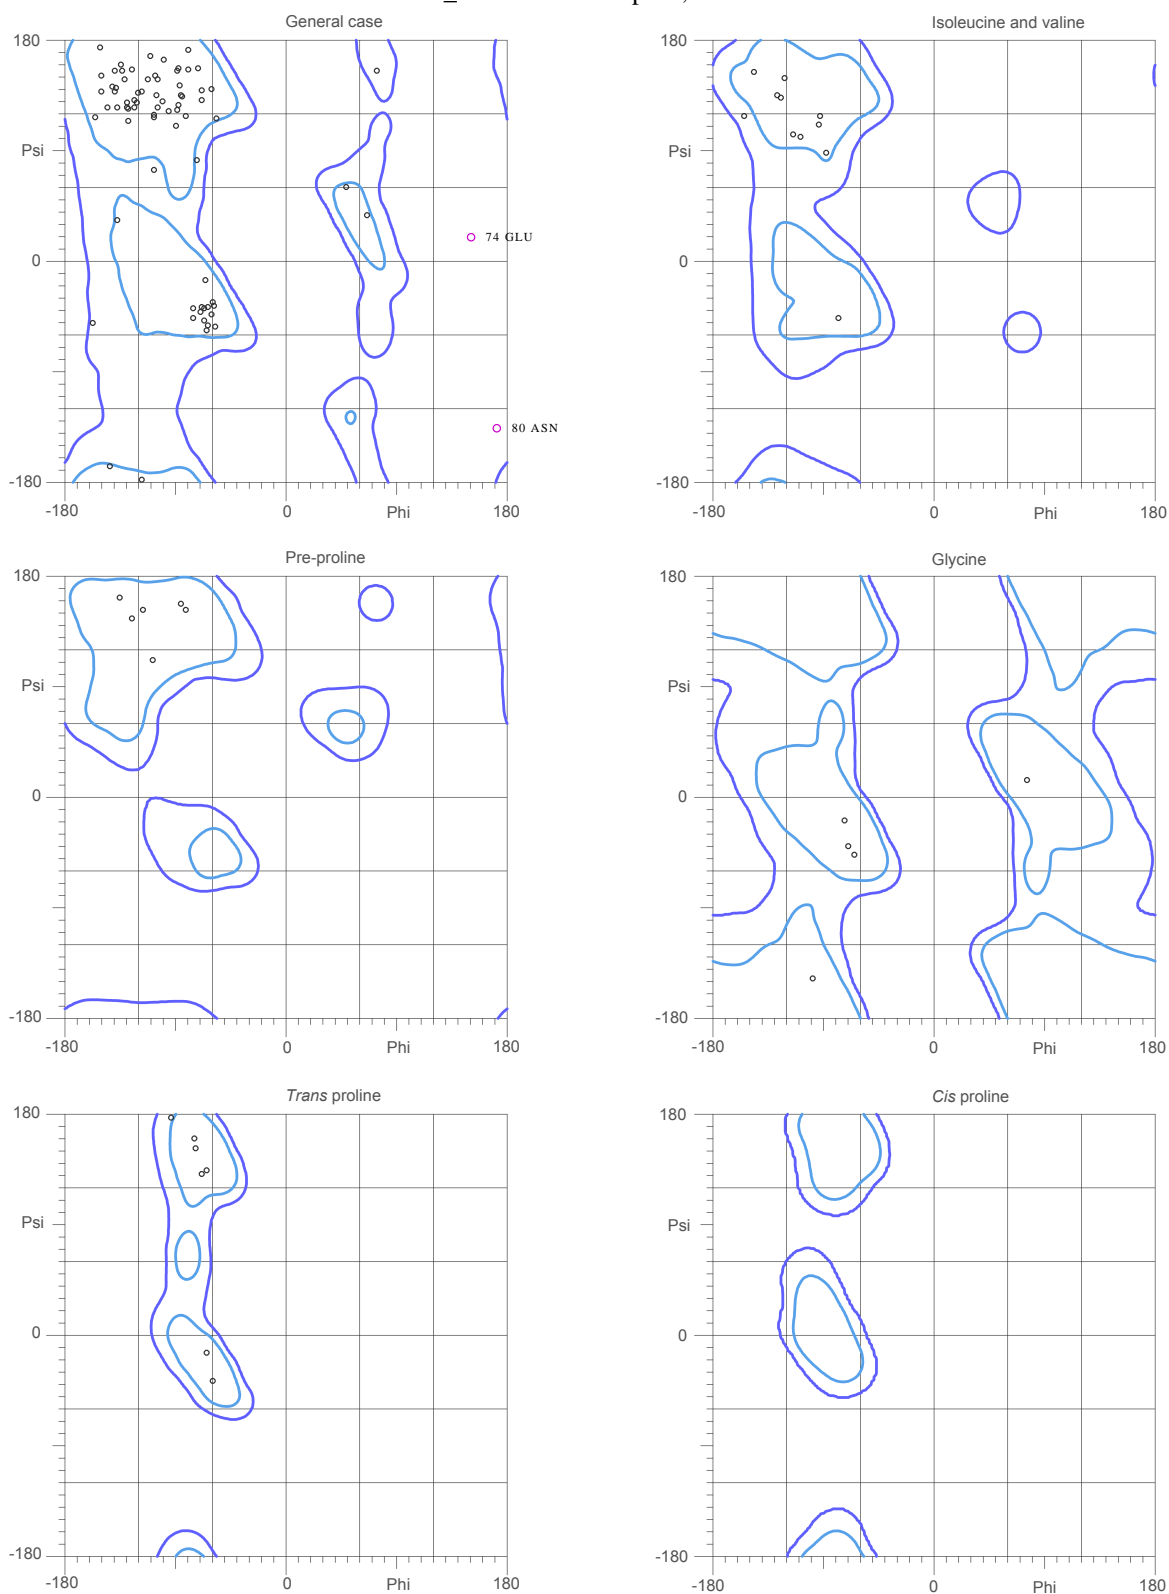 General case
Isoleucine and valine
180
Psi
74 GLU
0
80 ASN
-180
-180
0
Phi
180
180
Psi
0
-180
-180
0
Phi
180
Pre-proline
Glycine
180
Psi
0
-180
-180
0
Phi
180
180
Psi
0
-180
-180
0
Phi
180
Trans proline
Cis proline
180
Psi
0
-180
-180
0
Phi
180
180
Psi
0
-180
-180
0
Phi
180